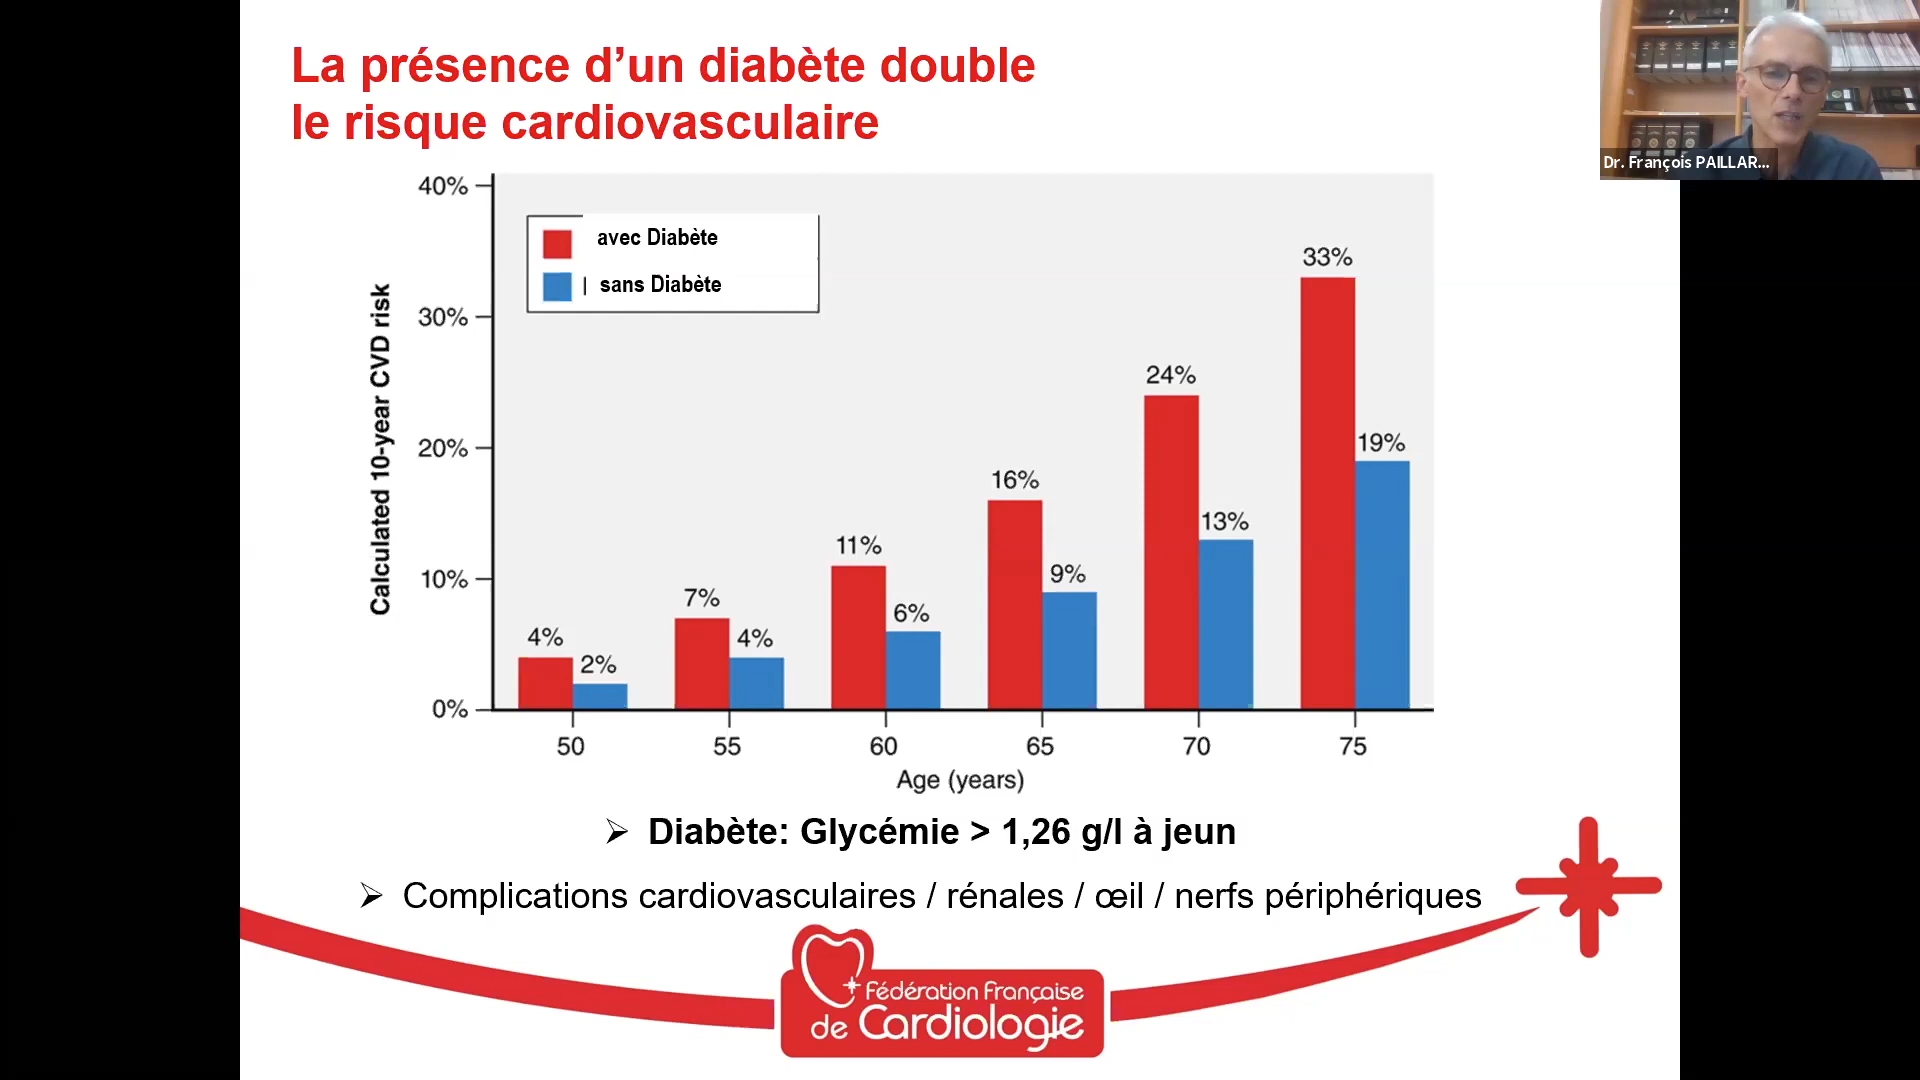 La présence d’un diabète double
le risque cardiovasculaire
Dr. François PAILLAR...
40%
30%
20%
10%
0%
Calculated 10-year CVD risk
avec Diabète
sans Diabète
4%
2%
7%
4%
11%
6%
16%
9%
24%
13%
33%
19%
50
55
60
65
70
75
Age (years)
➢ Diabète: Glycémie > 1,26 g/l à jeun
➢ Complications cardiovasculaires / rénales / œil / nerfs périphériques
Fédération Française
de Cardiologie